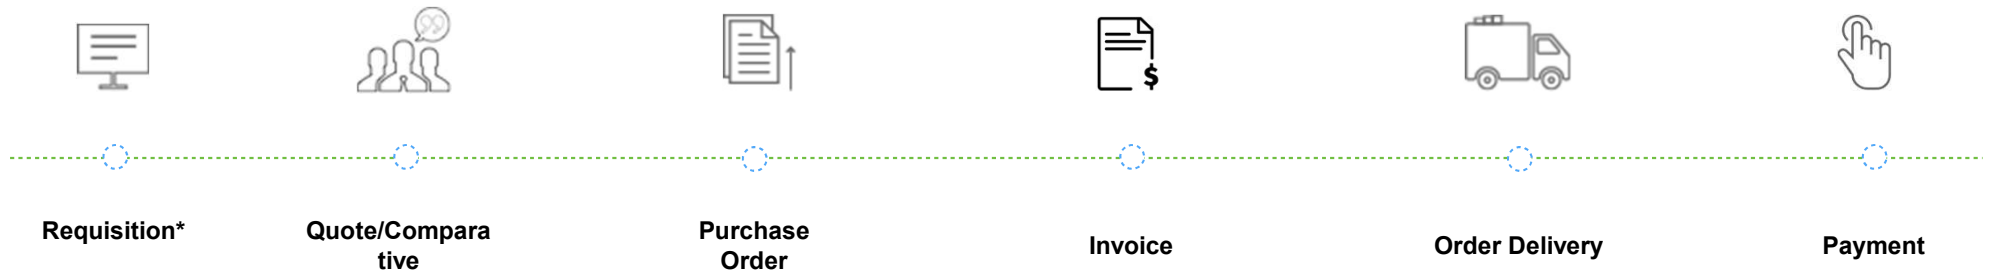 Requisition*
Quote/Compara
tive
Purchase
Order
$
Invoice
Order Delivery
Payment